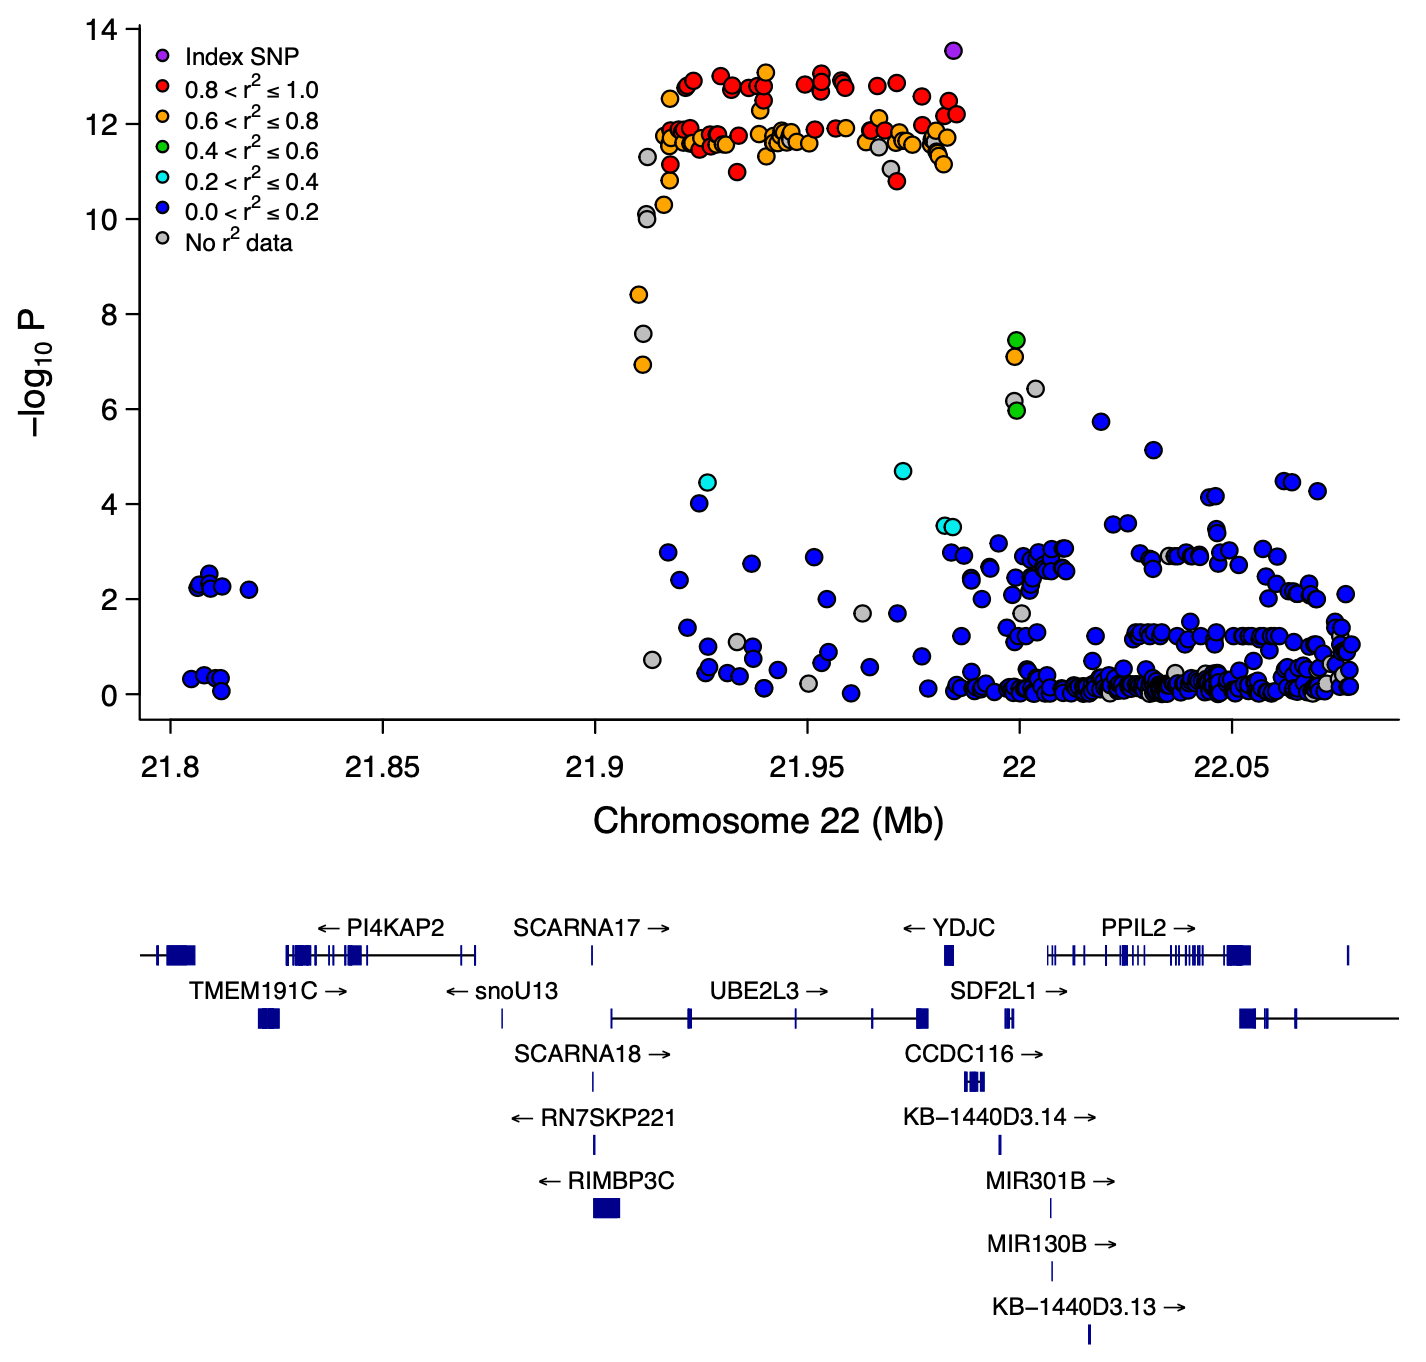 14
12
10
8
6
4
2
0
−log10 P
Index SNP
0.8 < r2 ≤ 1.0
0.6 < r2 ≤ 0.8
0.4 < r2 ≤ 0.6
0.2 < r2 ≤ 0.4
0.0 < r2 ≤ 0.2
No r2 data
21.8 21.85 21.9 21.95 22 22.05
Chromosome 22 (Mb)
← PI4KAP2 SCARNA17 → ← YDJC PPIL2 →
TMEM191C → ← snoU13 UBE2L3 → SDF2L1 →
SCARNA18 → CCDC116 →
← RN7SKP221 KB−1440D3.14 →
← RIMBP3C MIR301B →
MIR130B →
KB−1440D3.13 →